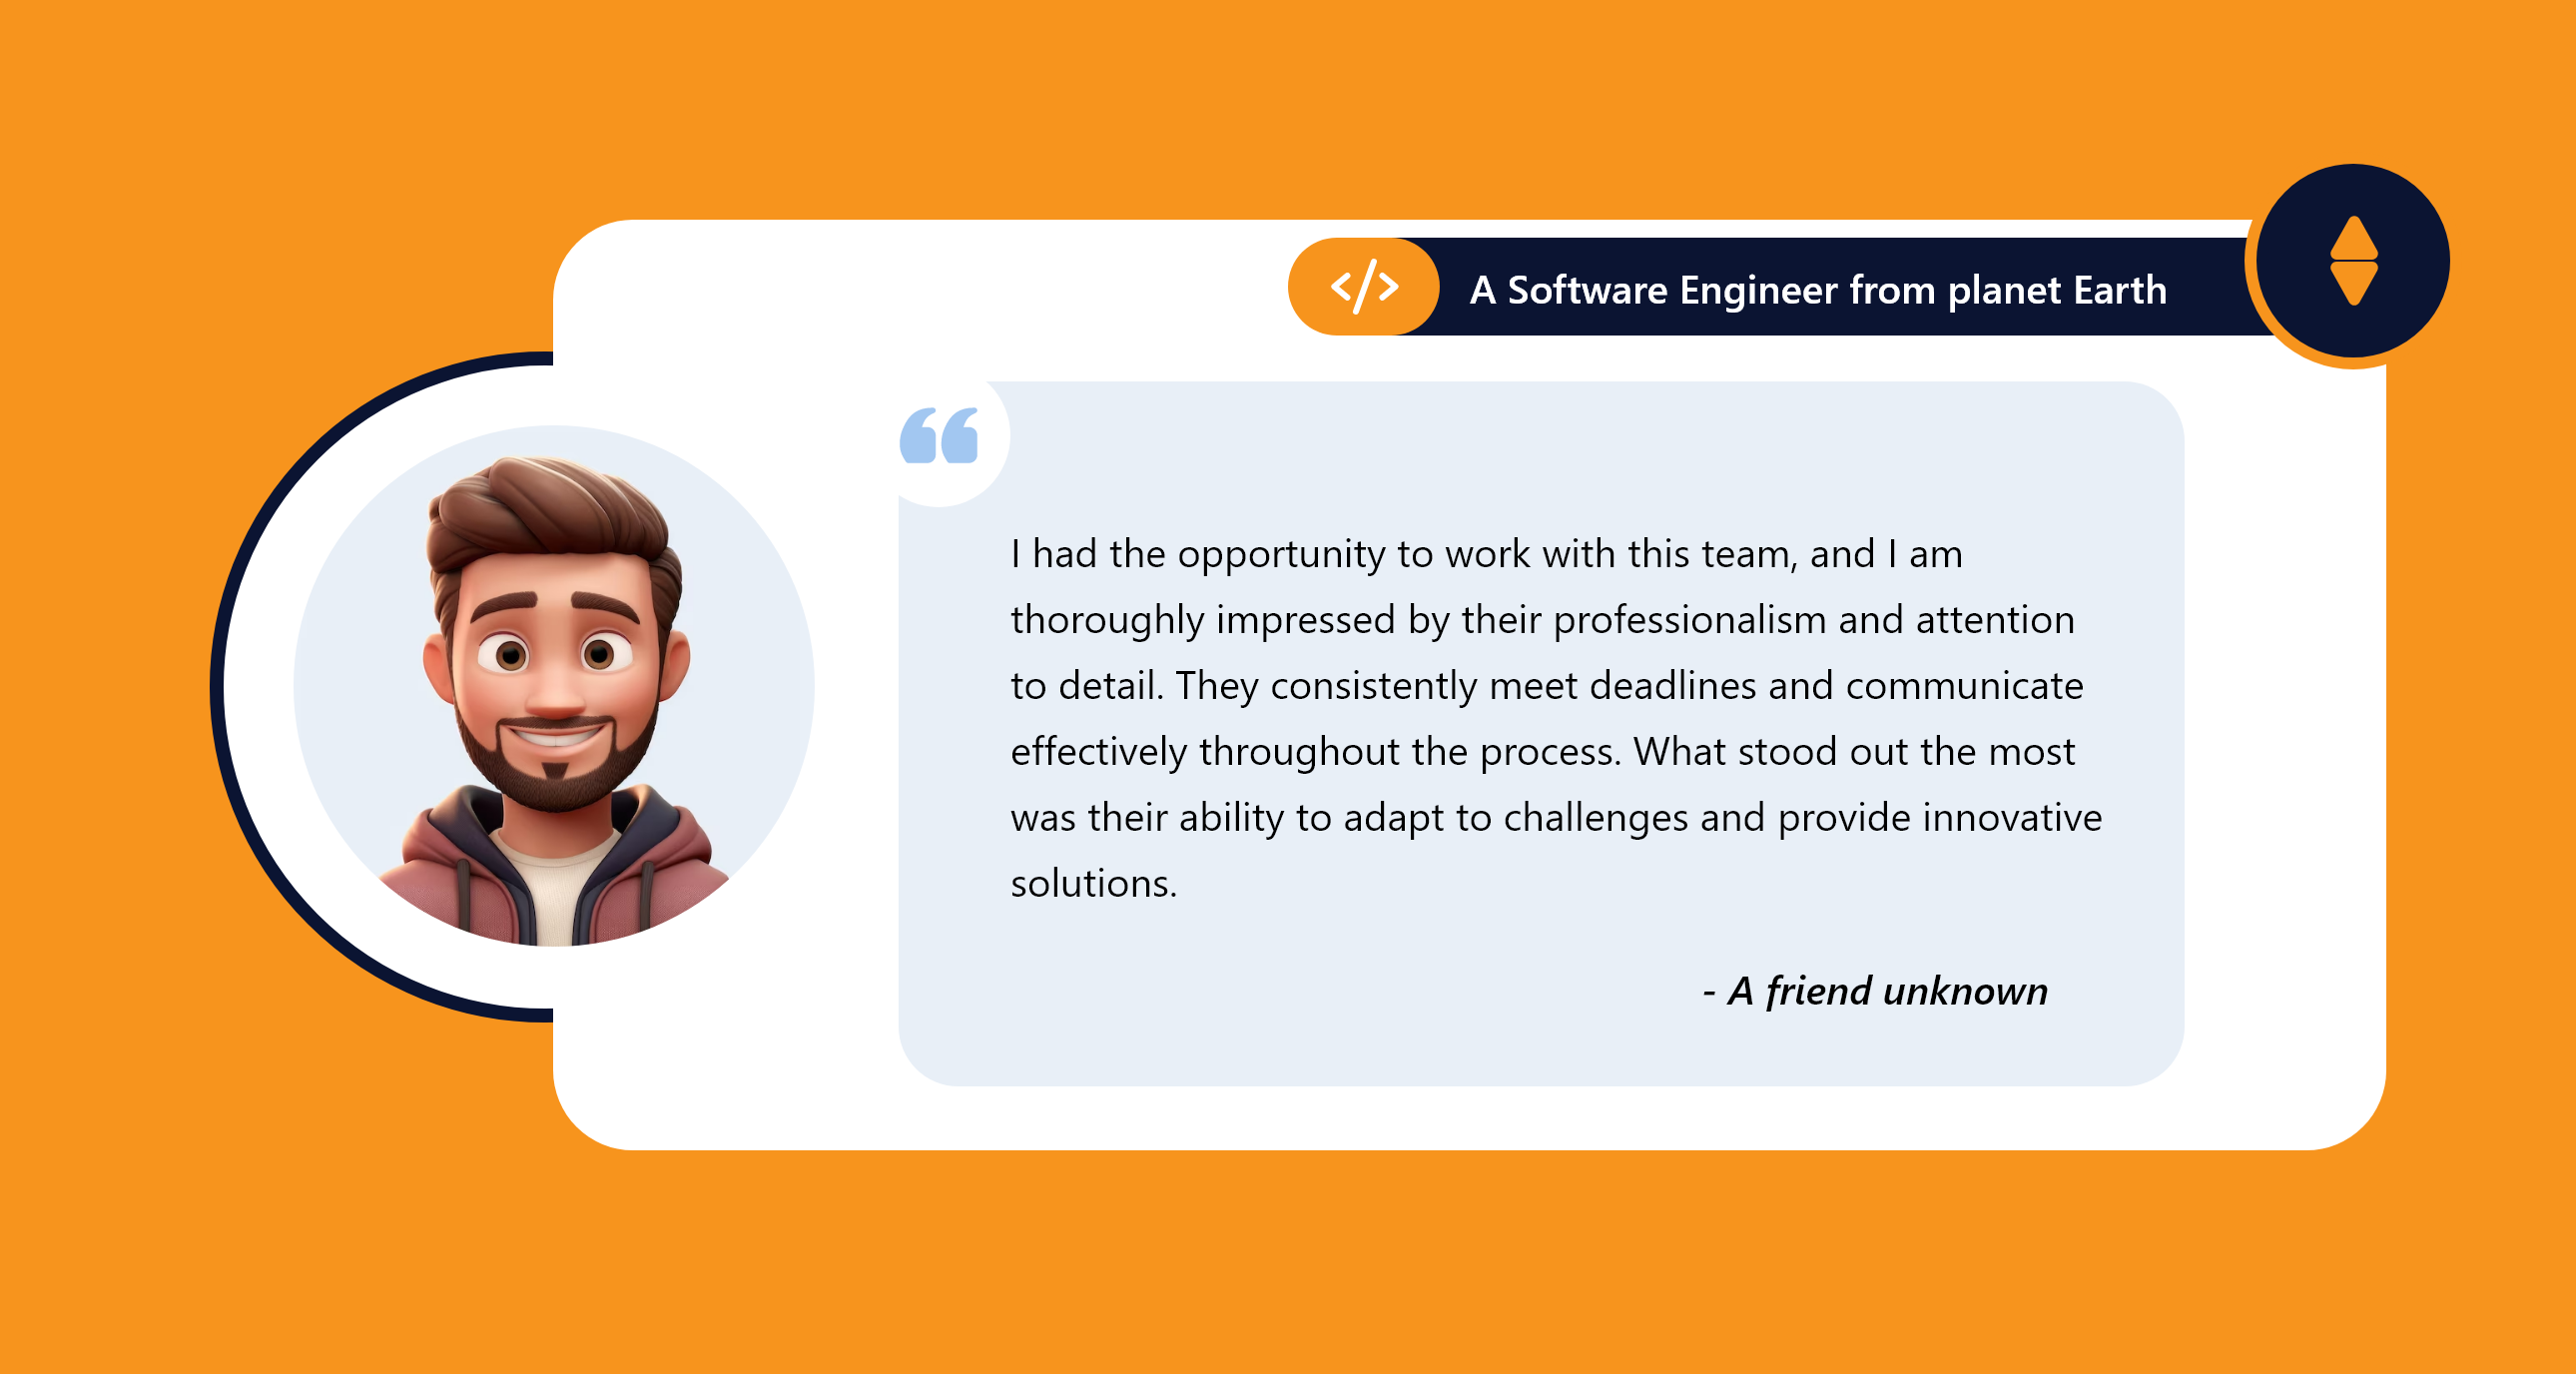 A Software Engineer from planet Earth
I had the opportunity to work with this team, and I am
thoroughly impressed by their professionalism and attention
to detail. They consistently meet deadlines and communicate
effectively throughout the process. What stood out the most
was their ability to adapt to challenges and provide innovative
solutions.
- A friend unknown